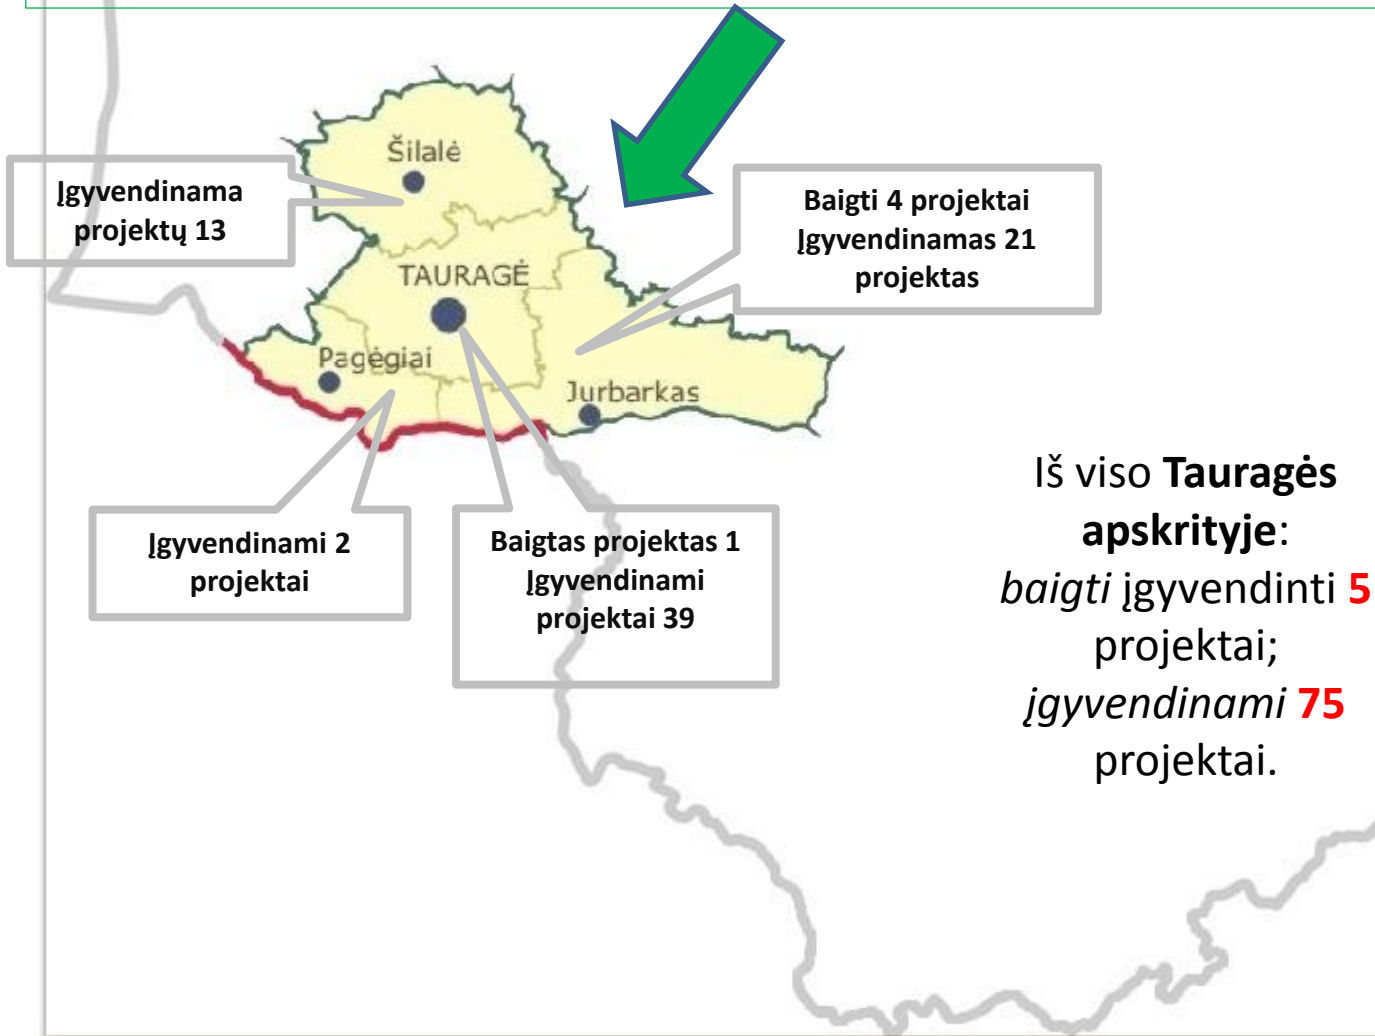 Šilalė
Įgyvendinama
projektų 13
Baigti 4 projektai
Įgyvendinamas 21
projektas
TAURAGĖ
Pagėgiai
Jurbarkas
Įgyvendinami 2
projektai
Baigtas projektas 1
Įgyvendinami
projektai 39
Iš viso Tauragės
apskrityje:
baigti įgyvendinti 5
projektai;
įgyvendinami 75
projektai.